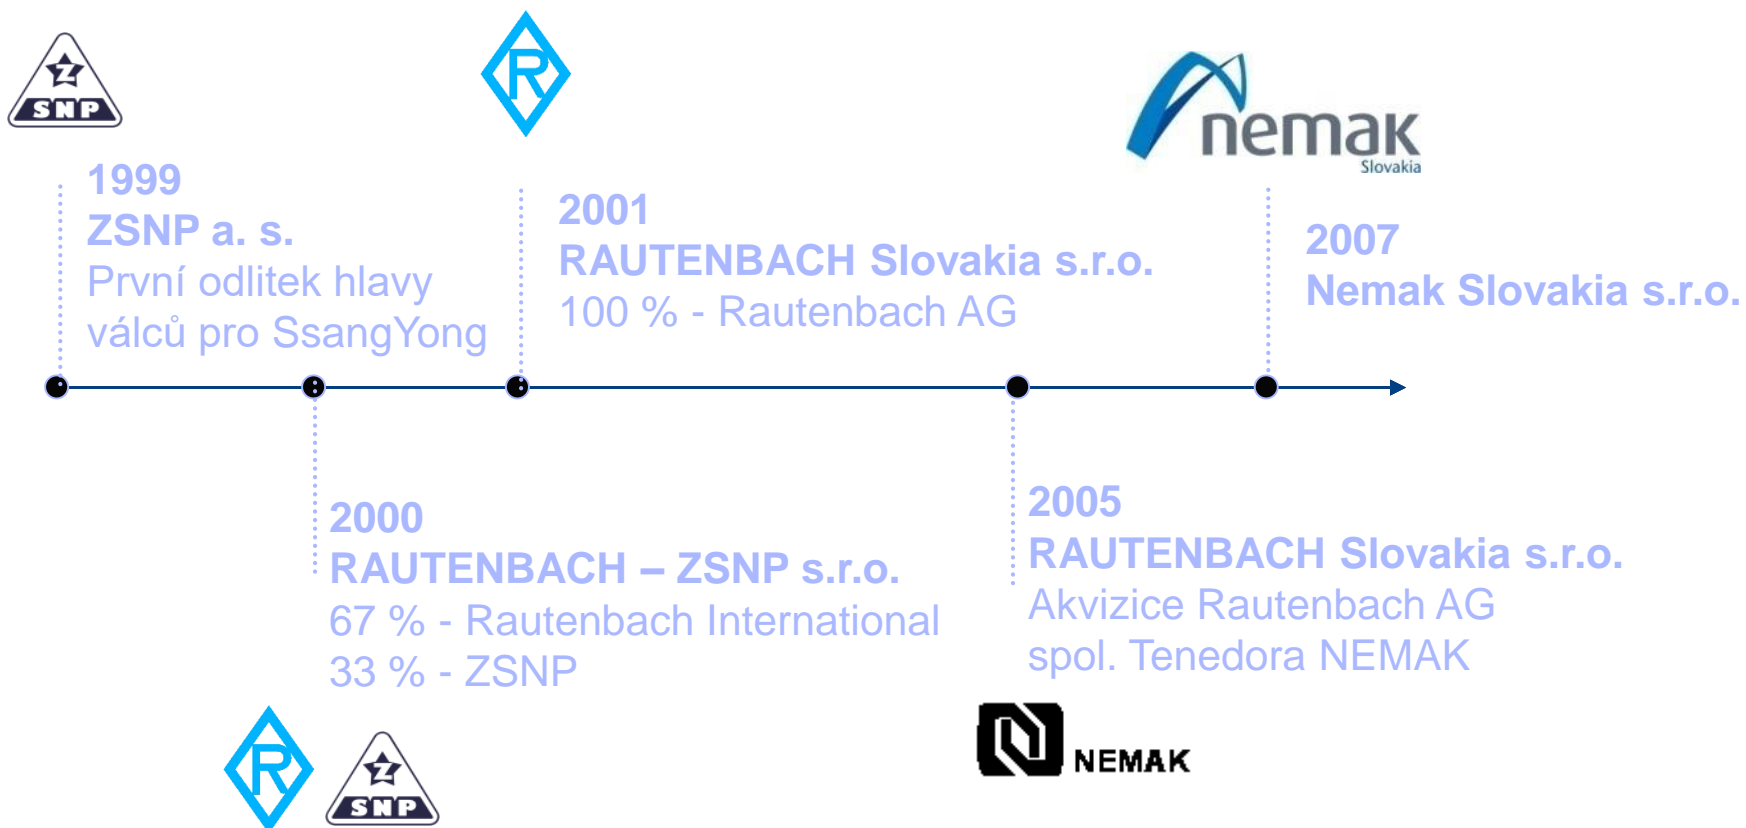 Z
SNP
R
nemak
Slovakia
1999
ZSNP a. s.
První odlitek hlavy
válců pro SsangYong
2001
RAUTENBACH Slovakia s.r.o.
100 % - Rautenbach AG
2007
Nemak Slovakia s.r.o.
2000
RAUTENBACH – ZSNP s.r.o.
67 % - Rautenbach International
33 % - ZSNP
2005
RAUTENBACH Slovakia s.r.o.
Akvizice Rautenbach AG
spol. Tenedora NEMAK
R
Z
SNP
NEMAK